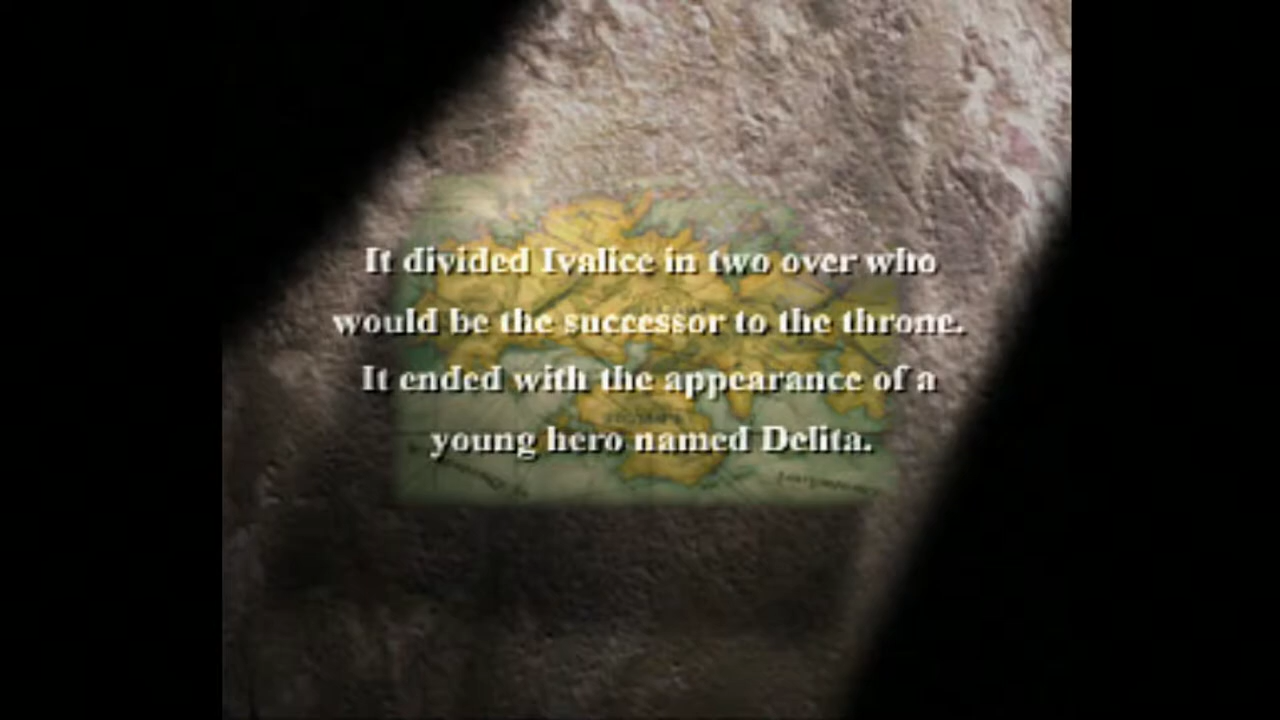 It divided Ivalice in two over who
would be the successor to the throne.
It ended with the appearance of a
young hero named Delita.